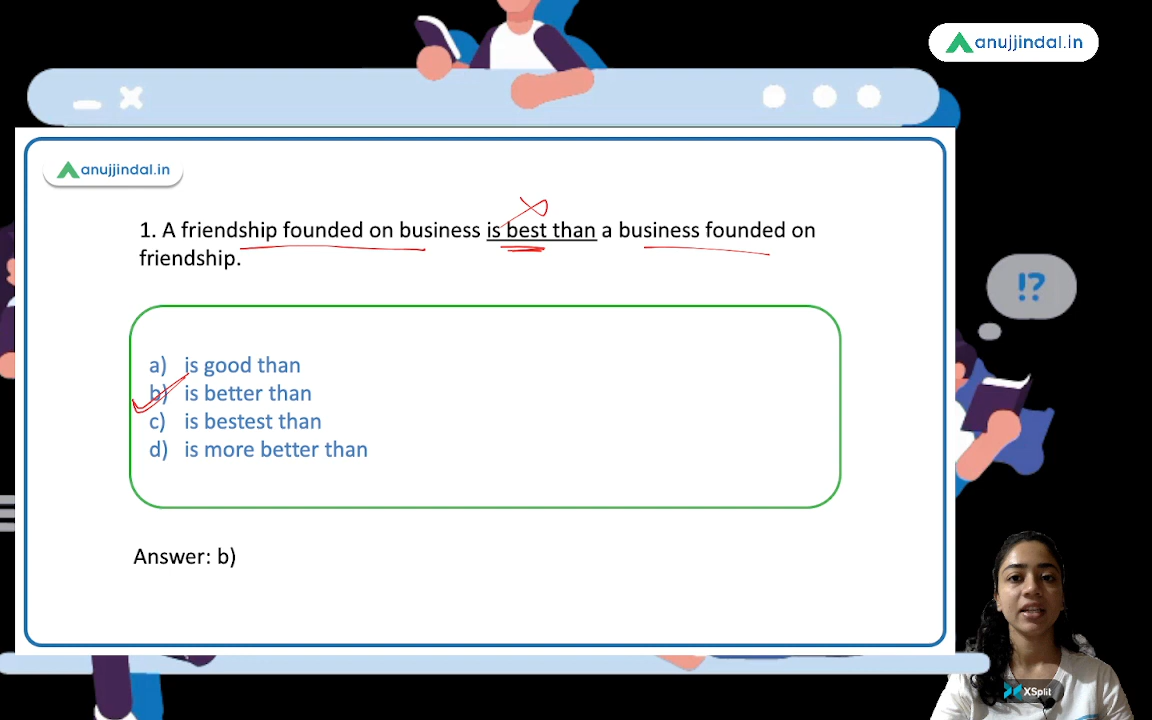 anujjindal.in
anujjindal.in
1. A friendship founded on business is best than a business founded on
friendship.
!?
a) is good than
b) is better than
c) is bestest than
d) is more better than
Answer: b)
XSplit